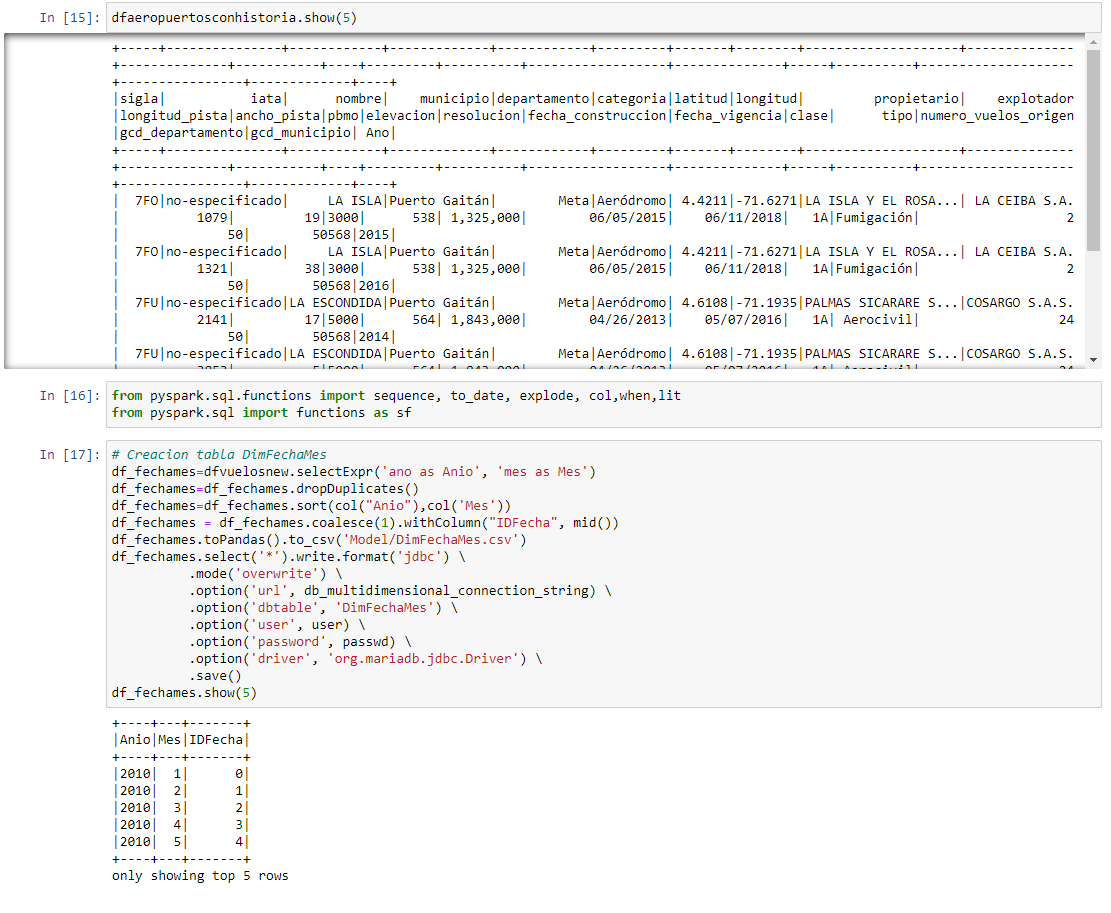 In [15]: dfaeropuertosconhistoria.show(5)
+-----+---------------+------------+-------------+------------+---------+-------+--------+--------------------+--------------
+--------------+-----------+----+---------+----------+------------------+--------------+-----+----------+--------------------
+----------------+-------------+----+
|sigla|           iata|      nombre|    municipio|departamento|categoria|latitud|longitud|         propietario|    explotador
|longitud_pista|ancho_pista|pbmo|elevacion|resolucion|fecha_construccion|fecha_vigencia|clase|      tipo|numero_vuelos_origen
|gcd_departamento|gcd_municipio| Ano|
+-----+---------------+------------+-------------+------------+---------+-------+--------+--------------------+--------------
+--------------+-----------+----+---------+----------+------------------+--------------+-----+----------+--------------------
+----------------+-------------+----+
|  7FO|no-especificado|     LA ISLA|Puerto Gaitán|        Meta|Aeródromo| 4.4211|-71.6271|LA ISLA Y EL ROSA...| LA CEIBA S.A.
|          1079|         19|3000|      538| 1,325,000|        06/05/2015|    06/11/2018|   1A|Fumigación|                   2
|              50|        50568|2015|
|  7FO|no-especificado|     LA ISLA|Puerto Gaitán|        Meta|Aeródromo| 4.4211|-71.6271|LA ISLA Y EL ROSA...| LA CEIBA S.A.
|          1321|         38|3000|      538| 1,325,000|        06/05/2015|    06/11/2018|   1A|Fumigación|                   2
|              50|        50568|2016|
|  7FU|no-especificado|LA ESCONDIDA|Puerto Gaitán|        Meta|Aeródromo| 4.6108|-71.1935|PALMAS SICARARE S...|COSARGO S.A.S.
|          2141|         17|5000|      564| 1,843,000|        04/26/2013|    05/07/2016|   1A| Aerocivil|                  24
|              50|        50568|2014|
|  7FU|no-especificado|LA ESCONDIDA|Puerto Gaitán|        Meta|Aeródromo| 4.6108|-71.1935|PALMAS SICARARE S...|COSARGO S.A.S.
In [16]: from pyspark.sql.functions import sequence, to_date, explode, col,when,lit
from pyspark.sql import functions as sf
In [17]: # Creacion tabla DimFechaMes
df_fechames=dfvuelosnew.selectExpr('ano as Anio', 'mes as Mes')
df_fechames=df_fechames.dropDuplicates()
df_fechames=df_fechames.sort(col("Anio"),col('Mes'))
df_fechames = df_fechames.coalesce(1).withColumn("IDFecha", mid())
df_fechames.toPandas().to_csv('Model/DimFechaMes.csv')
df_fechames.select('*').write.format('jdbc') \
          .mode('overwrite') \
          .option('url', db_multidimensional_connection_string) \
          .option('dbtable', 'DimFechaMes') \
          .option('user', user) \
          .option('password', passwd) \
          .option('driver', 'org.mariadb.jdbc.Driver') \
          .save()
df_fechames.show(5)
+----+---+-------+
|Anio|Mes|IDFecha|
+----+---+-------+
|2010|  1|      0|
|2010|  2|      1|
|2010|  3|      2|
|2010|  4|      3|
|2010|  5|      4|
+----+---+-------+
only showing top 5 rows